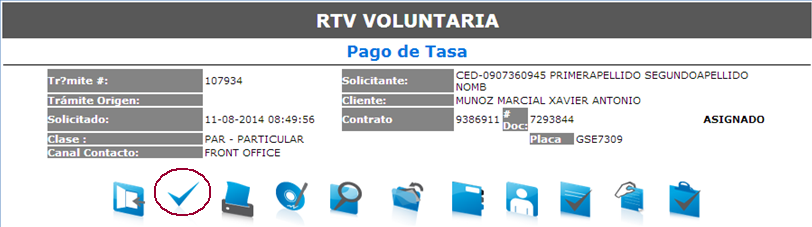 RTV VOLUNTARIA
Pago de Tasa
Tr?mite #: 107934 Solicitante: CED-0907360945 PRIMERAPELLIDO SEGUNDOAPELLIDO
NOMB
Trámite Origen: Cliente: MUNOZ MARCIAL XAVIER ANTONIO
Solicitado: 11-08-2014 08:49:56 Contrato 9386911 # Doc: 7293844 ASIGNADO
Clase : PAR - PARTICULAR Placa GSE7309
Canal Contacto: FRONT OFFICE